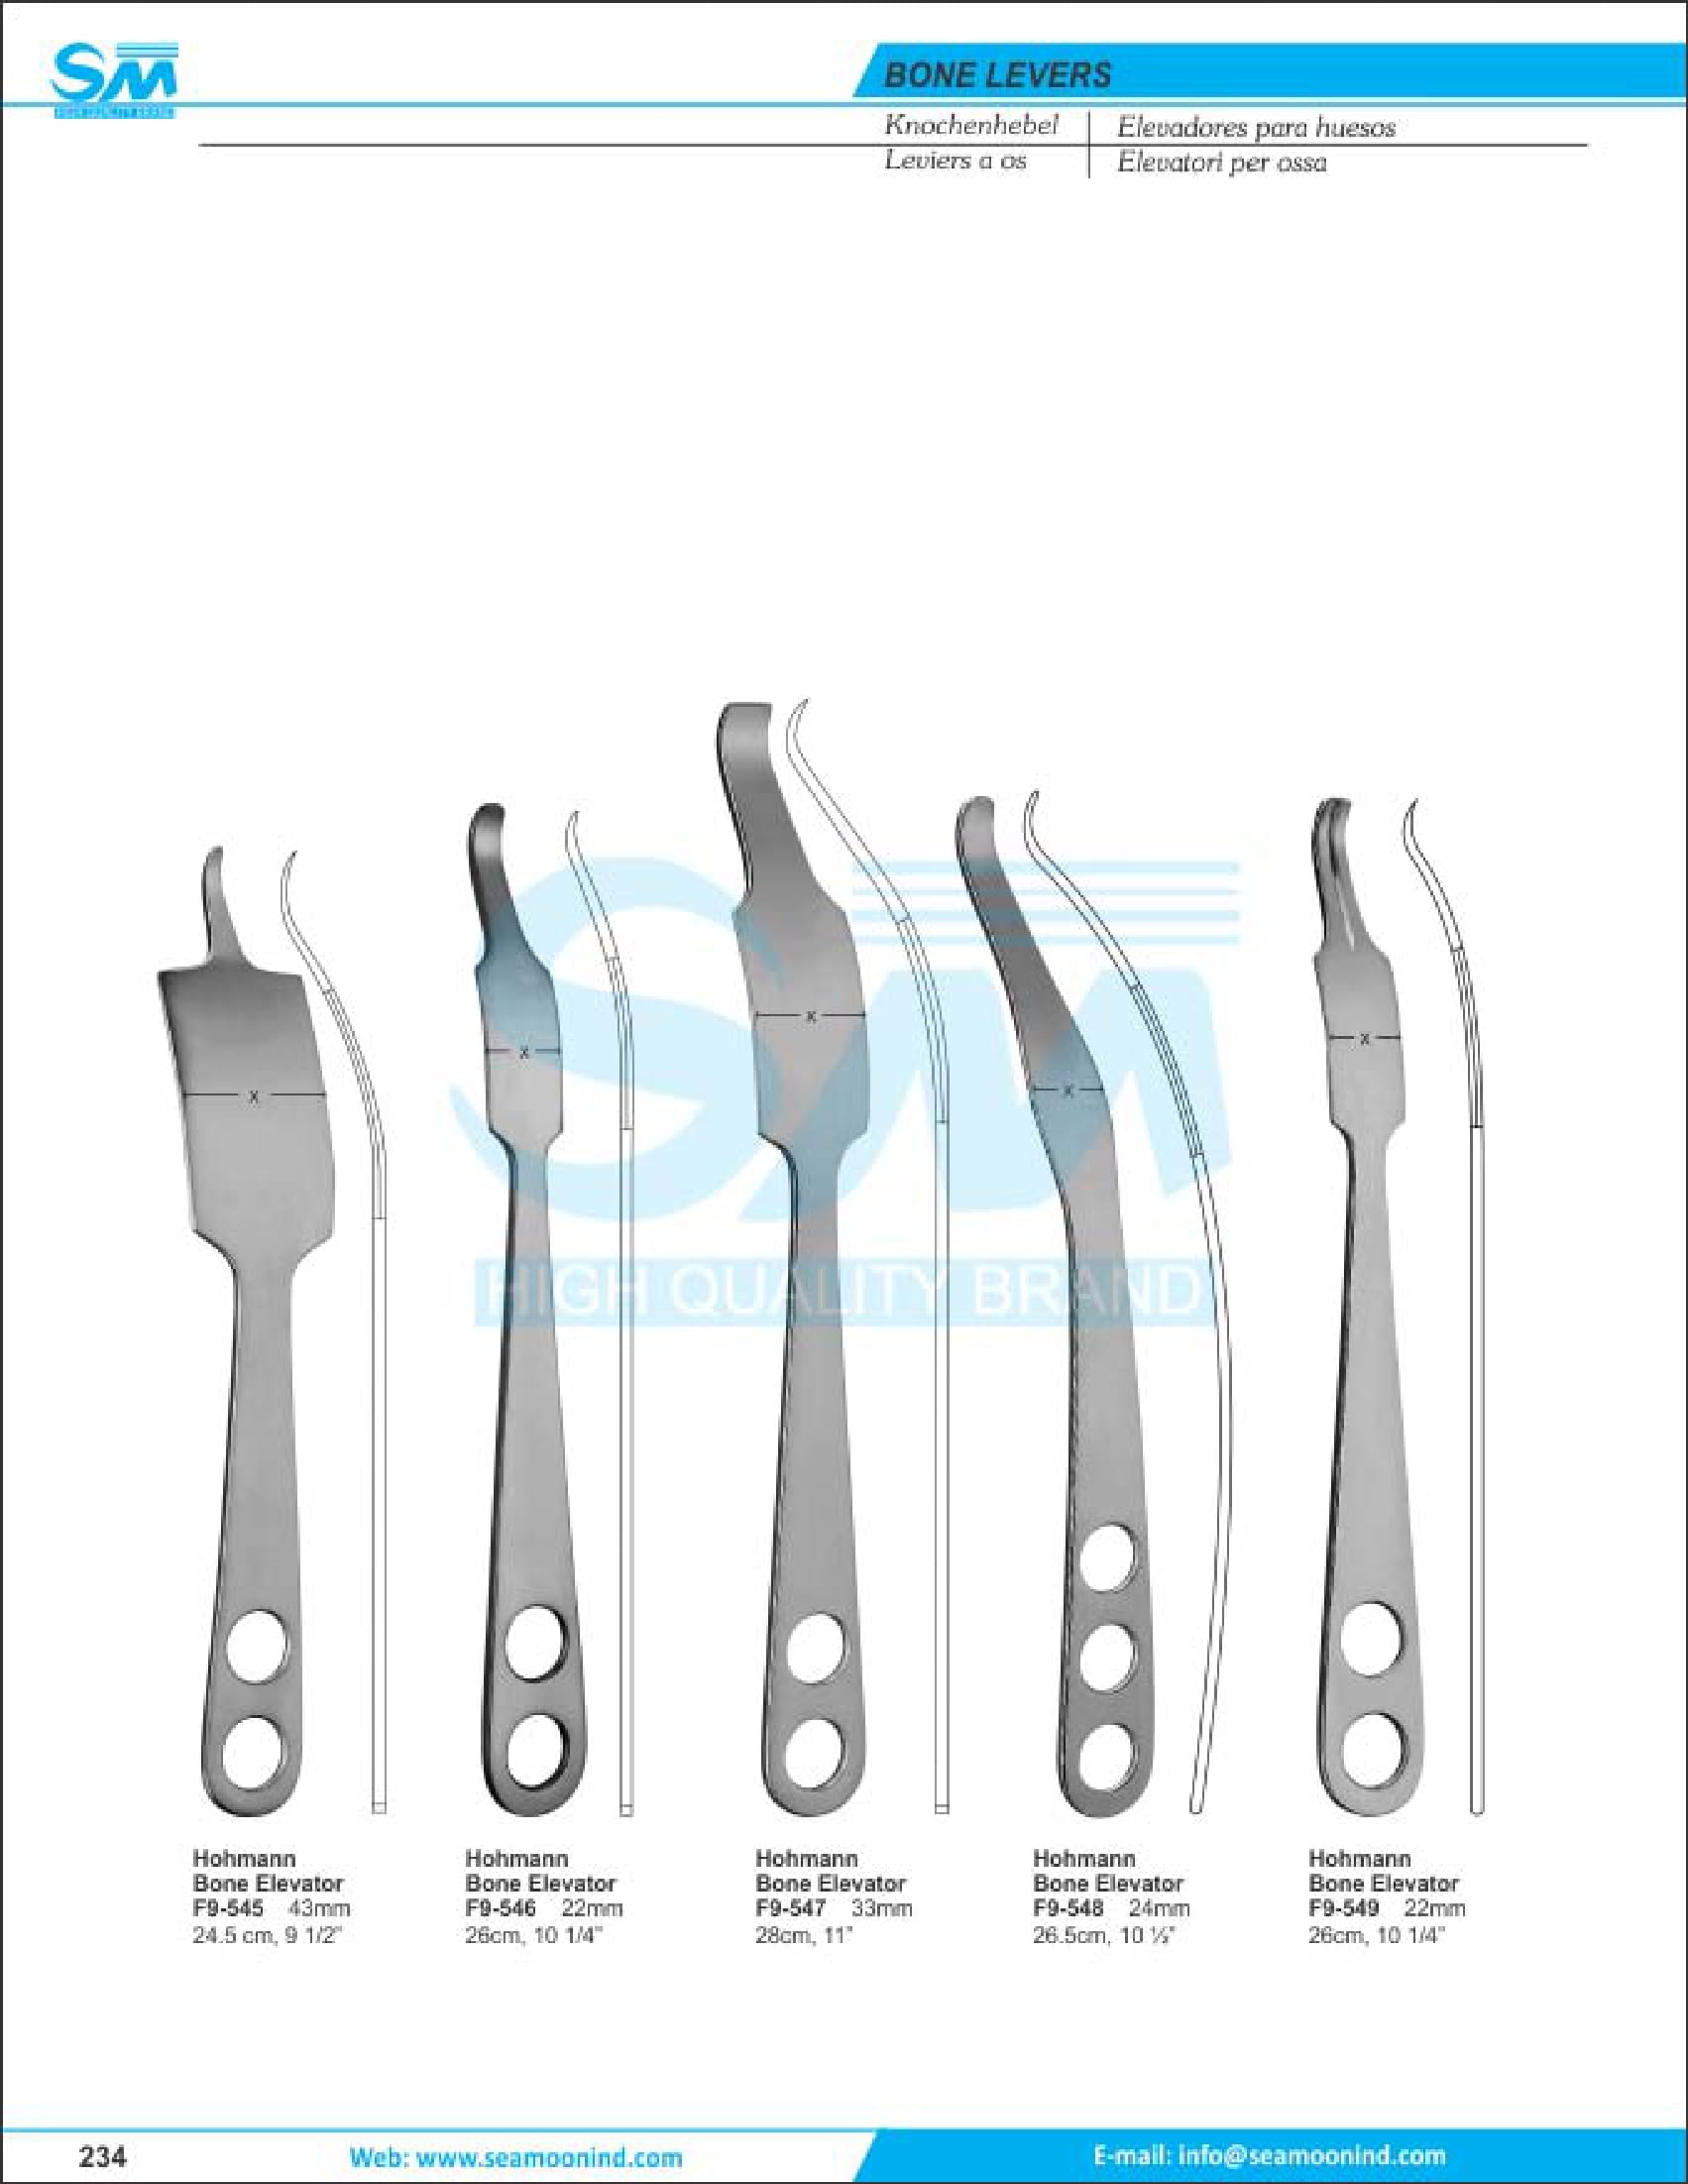 SM
BONE LEVERS
Knochenhebel
Elevadores para huesos
Leviers a os
Elevatori per ossa
x
x
x
x
x
SM
HIGH QUALITY BRAND
Hohmann
Bone Elevator
F9-545 43mm
24.5 cm, 9 1/2"
Hohmann
Bone Elevator
F9-546 22mm
26cm, 10 1/4"
Hohmann
Bone Elevator
F9-547 33mm
28cm, 11"
Hohmann
Bone Elevator
F9-548 24mm
26.5cm, 10 ½"
Hohmann
Bone Elevator
F9-549 22mm
26cm, 10 1/4"
234
Web: www.seamoonind.com
E-mail: info@seamoonind.com